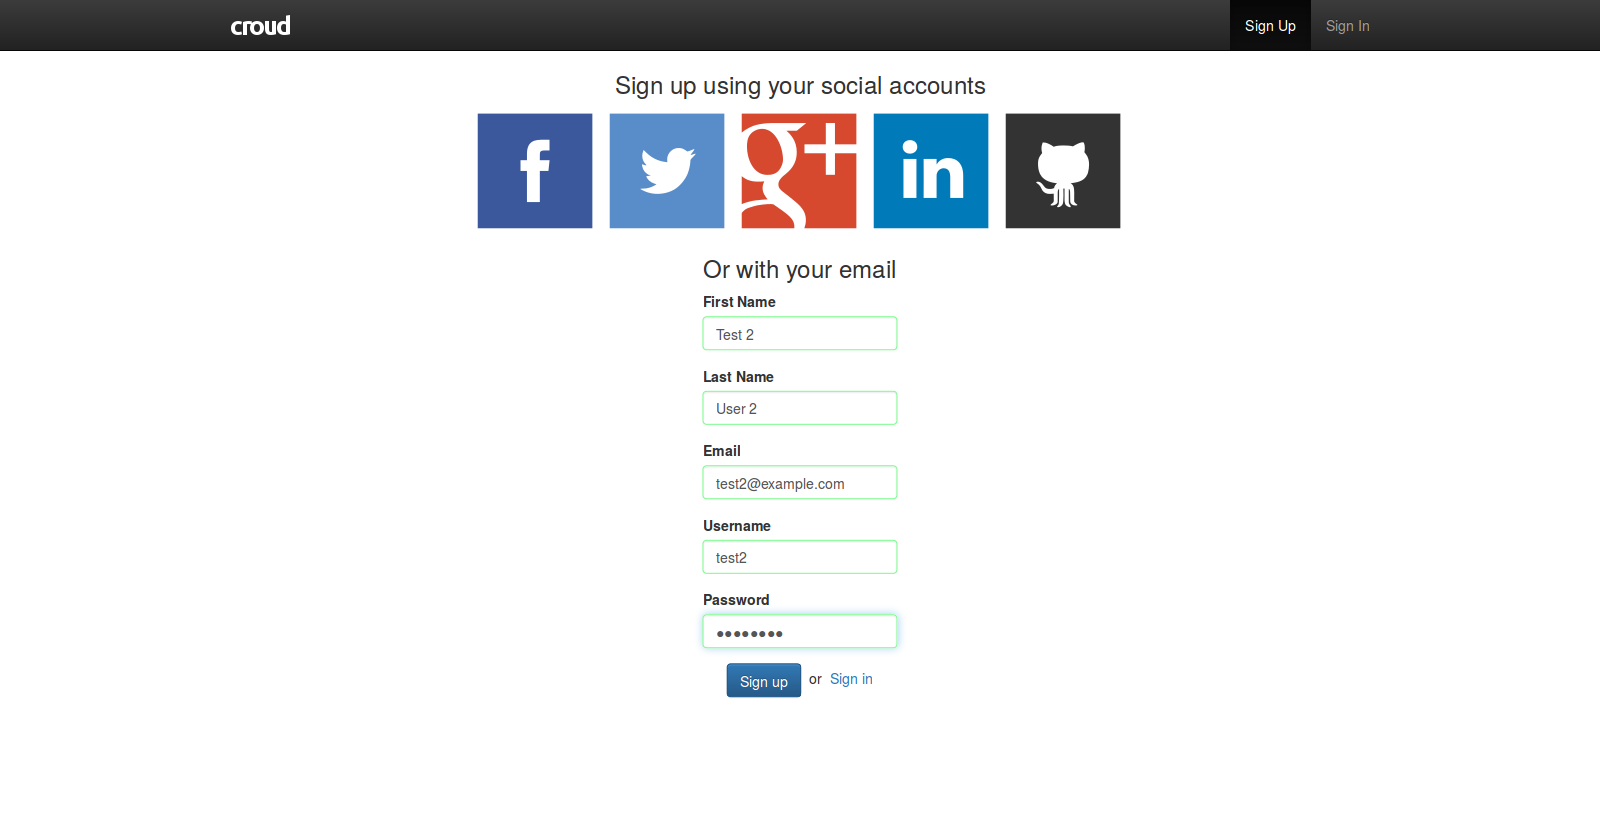 croud
Sign Up Sign In
Sign up using your social accounts
f g+ in
Or with your email
First Name
Test 2
Last Name
User 2
Email
test2@example.com
Username
test2
Password
••••••••
Sign up or Sign in